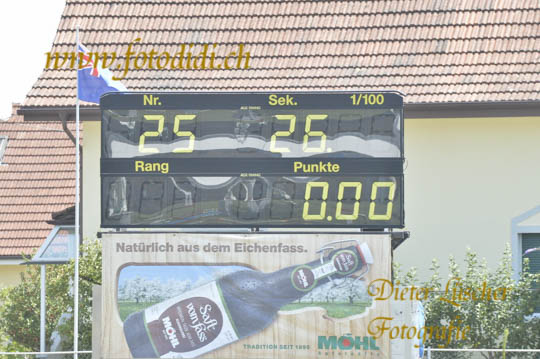 www.fotodidi.ch
Nr. Sek. 1/100
25 26.
Rang Punkte
0.00
Natürlich aus dem Eichenfass.
Saft
vom Fass
MÖHL
TRADITION SEIT 1895
MÖHL
Dieter Locher
Fotografie